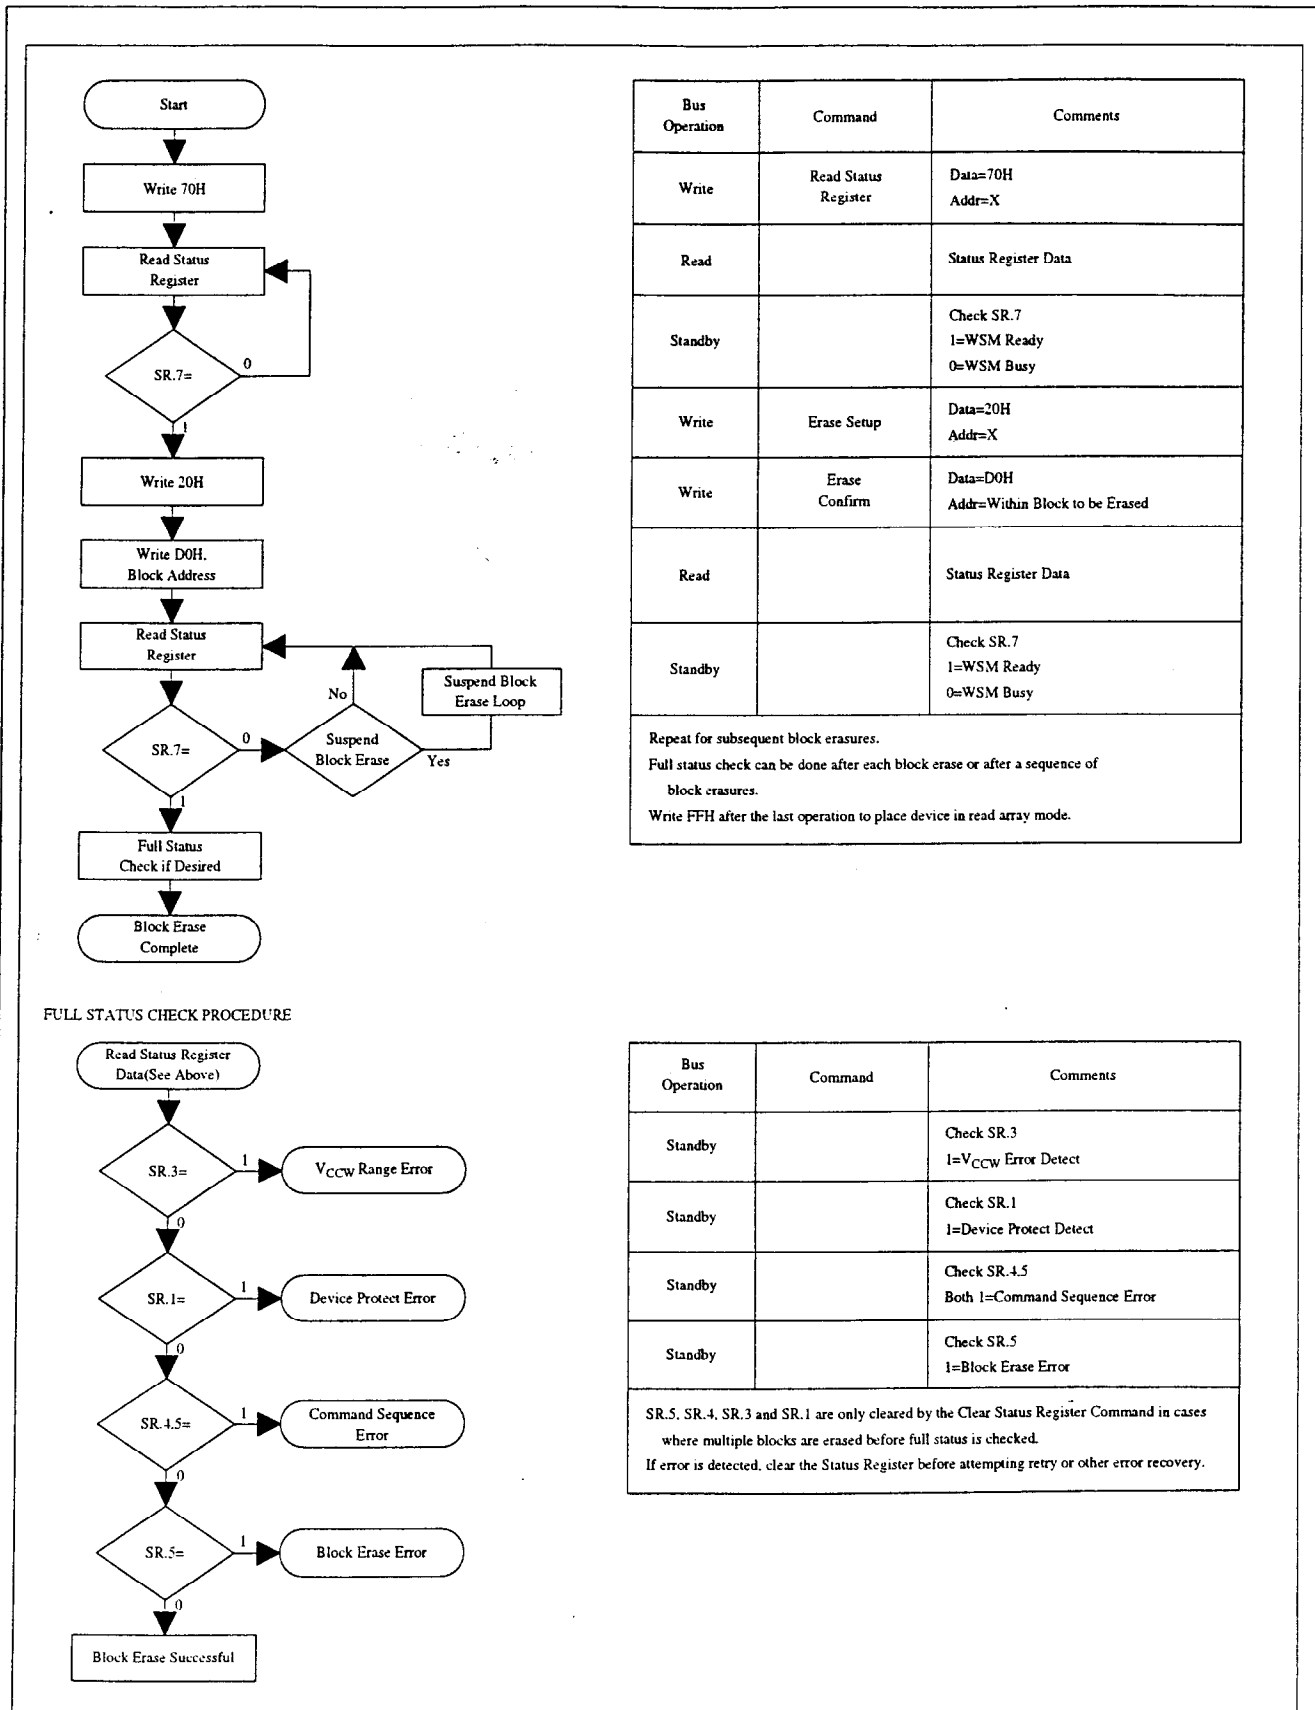 Start
Write 70H
Read Status
Register
SR.7=
0
1
Write 20H
Write D0H.
Block Address
Read Status
Register
SR.7=
0
1
No
Suspend
Block Erase
Yes
Suspend Block
Erase Loop
Full Status
Check if Desired
Block Erase
Complete
Bus
Operation
Command
Comments
Write
Read Status
Register
Data=70H
Addr=X
Read
Status Register Data
Standby
Check SR.7
1=WSM Ready
0=WSM Busy
Write
Erase Setup
Data=20H
Addr=X
Write
Erase
Confirm
Data=D0H
Addr=Within Block to be Erased
Read
Status Register Data
Standby
Check SR.7
1=WSM Ready
0=WSM Busy
Repeat for subsequent block erasures.
Full status check can be done after each block erase or after a sequence of
block erasures.
Write FFH after the last operation to place device in read array mode.
FULL STATUS CHECK PROCEDURE
Read Status Register
Data(See Above)
SR.3=
1
VCCW Range Error
0
SR.1=
1
Device Protect Error
0
SR.4.5=
1
Command Sequence
Error
0
SR.5=
1
Block Erase Error
0
Block Erase Successful
Bus
Operation
Command
Comments
Standby
Check SR.3
1=VCCW Error Detect
Standby
Check SR.1
1=Device Protect Detect
Standby
Check SR.4.5
Both 1=Command Sequence Error
Standby
Check SR.5
1=Block Erase Error
SR.5, SR.4, SR.3 and SR.1 are only cleared by the Clear Status Register Command in cases
where multiple blocks are erased before full status is checked.
If error is detected, clear the Status Register before attempting retry or other error recovery.